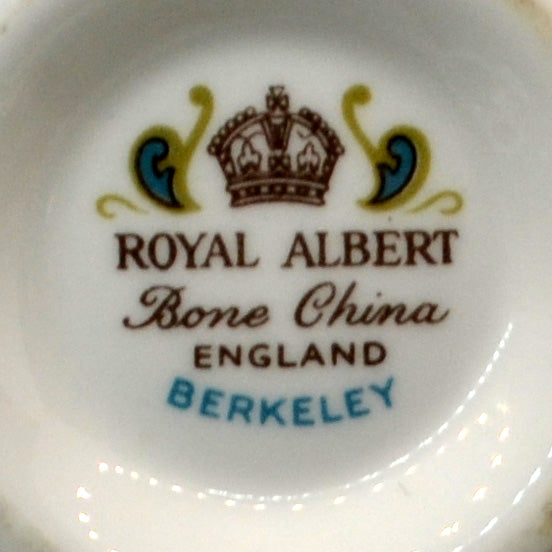 ROYAL ALBERT
Bone China
ENGLAND
BERKELEY